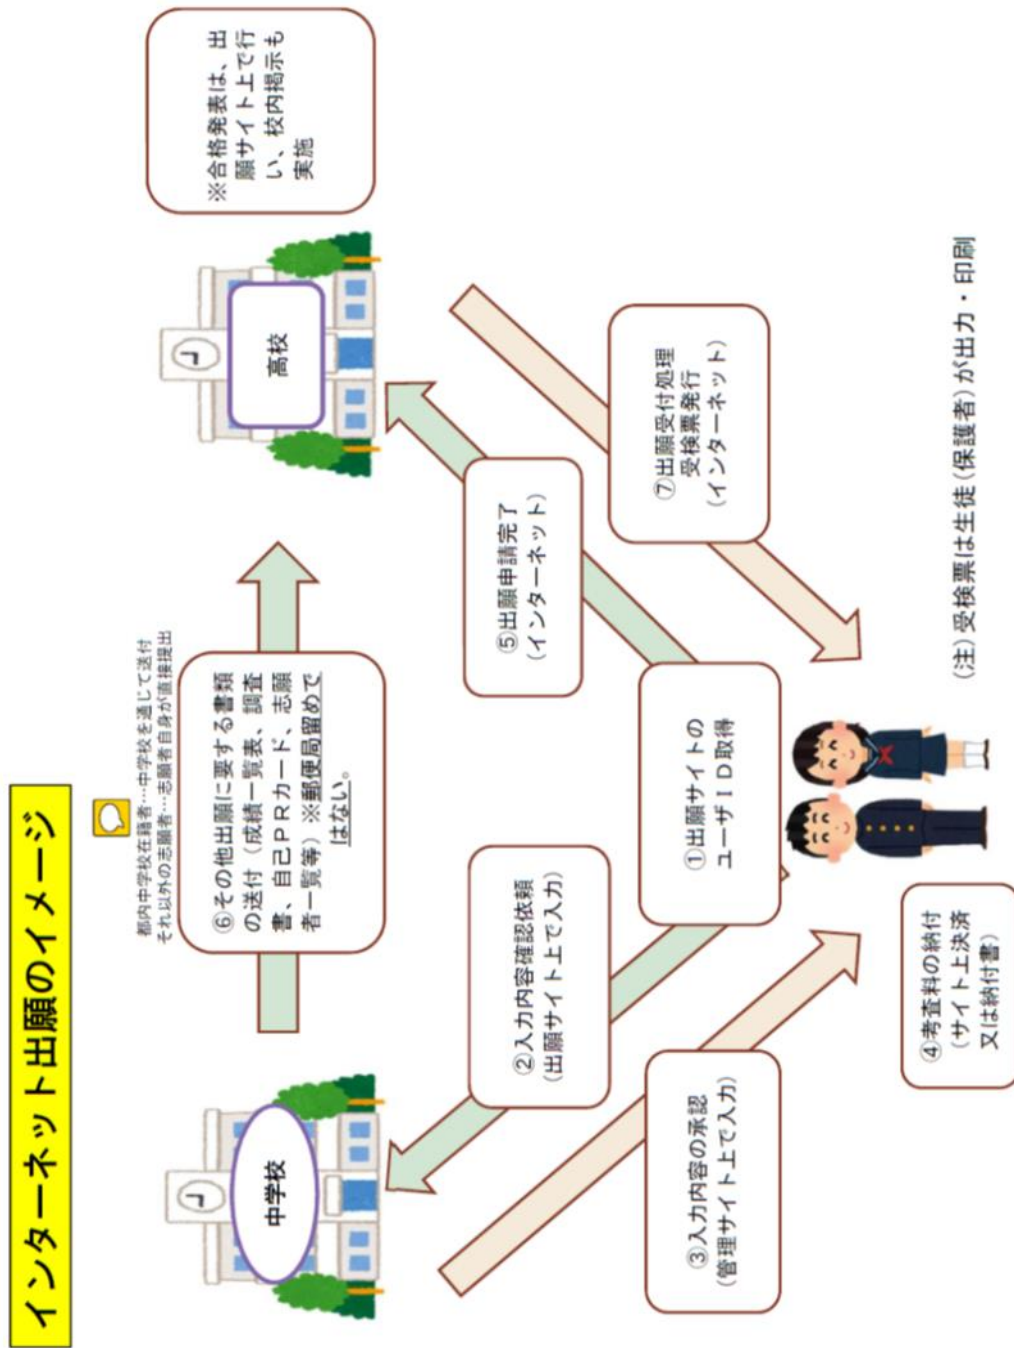 インターネット出願のイメージ
都内中学校在籍者…中学校を通じて送付
それ以外の志願者…志願者自身が直接提出
中学校
⑥その他出願に要する書類
の送付（成績一覧表、調査
書、自己ＰＲカード、志願
者一覧等）※郵便局留めで
はない。
高校
※合格発表は、出
願サイト上で行
い、校内掲示も
実施
②入力内容確認依頼
（出願サイト上で入力）
⑤出願申請完了
（インターネット）
③入力内容の承認
（管理サイト上で入力）
①出願サイトの
ユーザＩＤ取得
⑦出願受付処理
受検票発行
（インターネット）
④考査料の納付
（サイト上決済
又は納付書）
（注）受検票は生徒（保護者）が出力・印刷